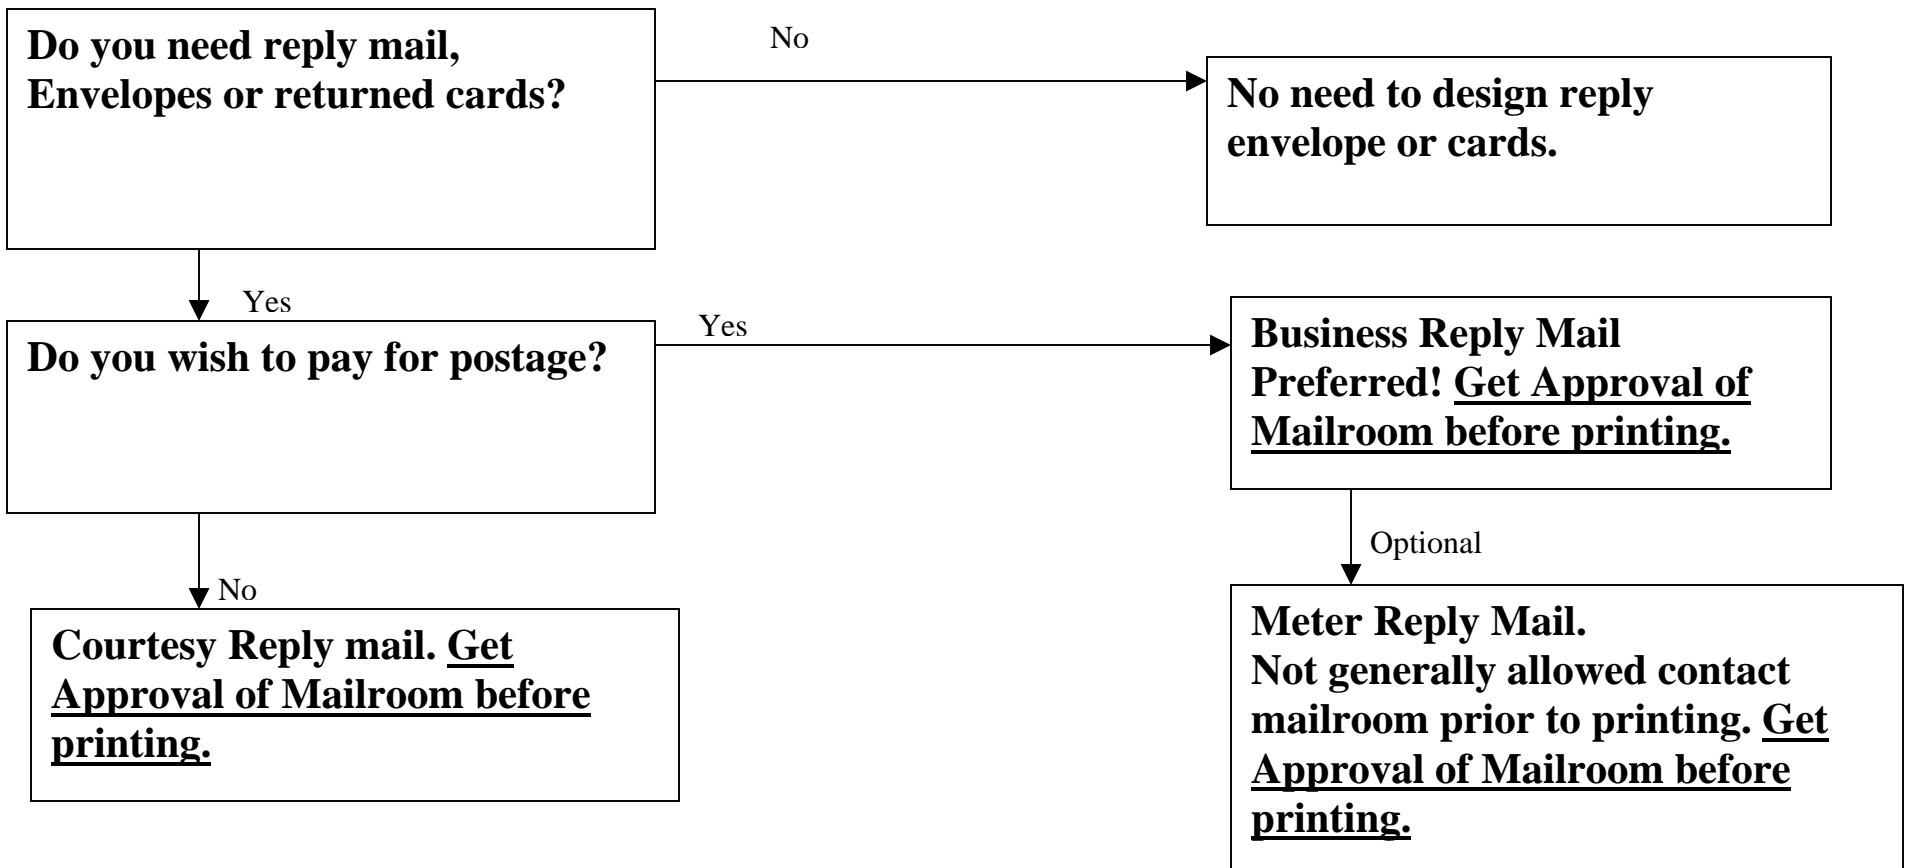 Do you need reply mail,
Envelopes or returned cards?
No
No need to design reply
envelope or cards.
Yes
Do you wish to pay for postage?
Yes
Business Reply Mail
Preferred! Get Approval of
Mailroom before printing.
Optional
No
Courtesy Reply mail. Get
Approval of Mailroom before
printing.
Meter Reply Mail.
Not generally allowed contact
mailroom prior to printing. Get
Approval of Mailroom before
printing.